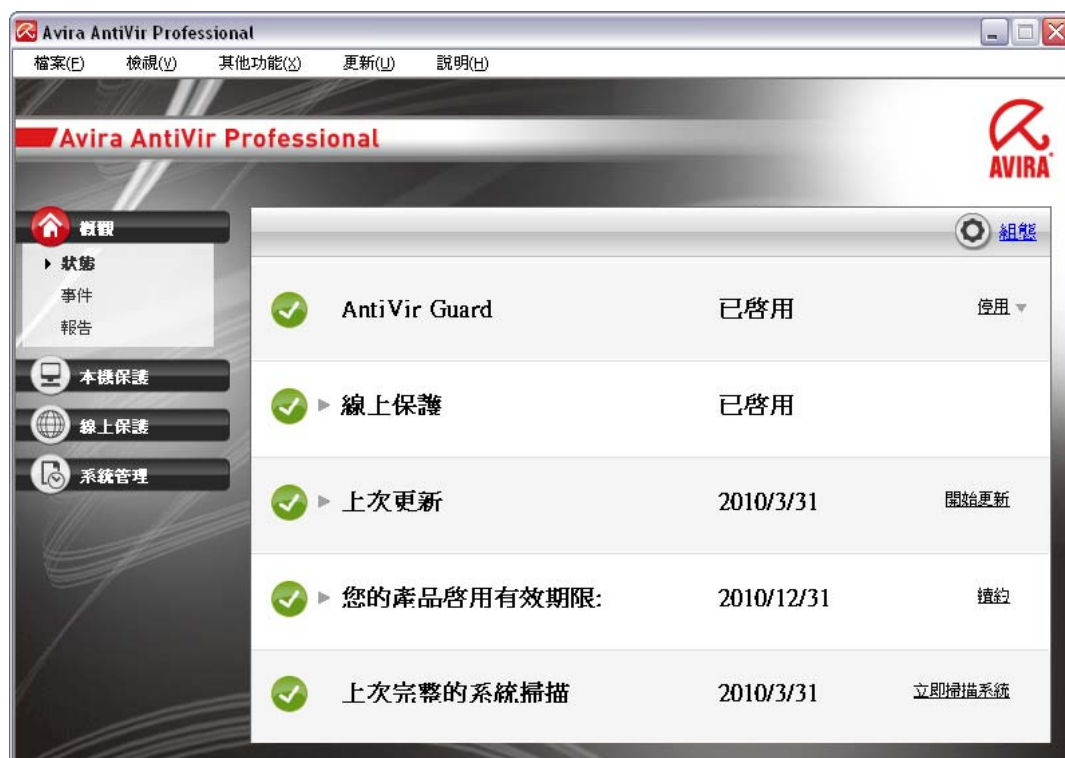 Avira AntiVir Professional
檔案(F) 檢視(V) 其他功能(X) 更新(U) 說明(H)
Avira AntiVir Professional
AVIRA
概觀
狀態
事件
報告
本機保護
線上保護
系統管理
組態
AntiVir Guard 已啓用 停用
線上保護 已啓用
上次更新 2010/3/31 開始更新
您的產品啓用有效期限: 2010/12/31 續約
上次完整的系統掃描 2010/3/31 立即掃描系統